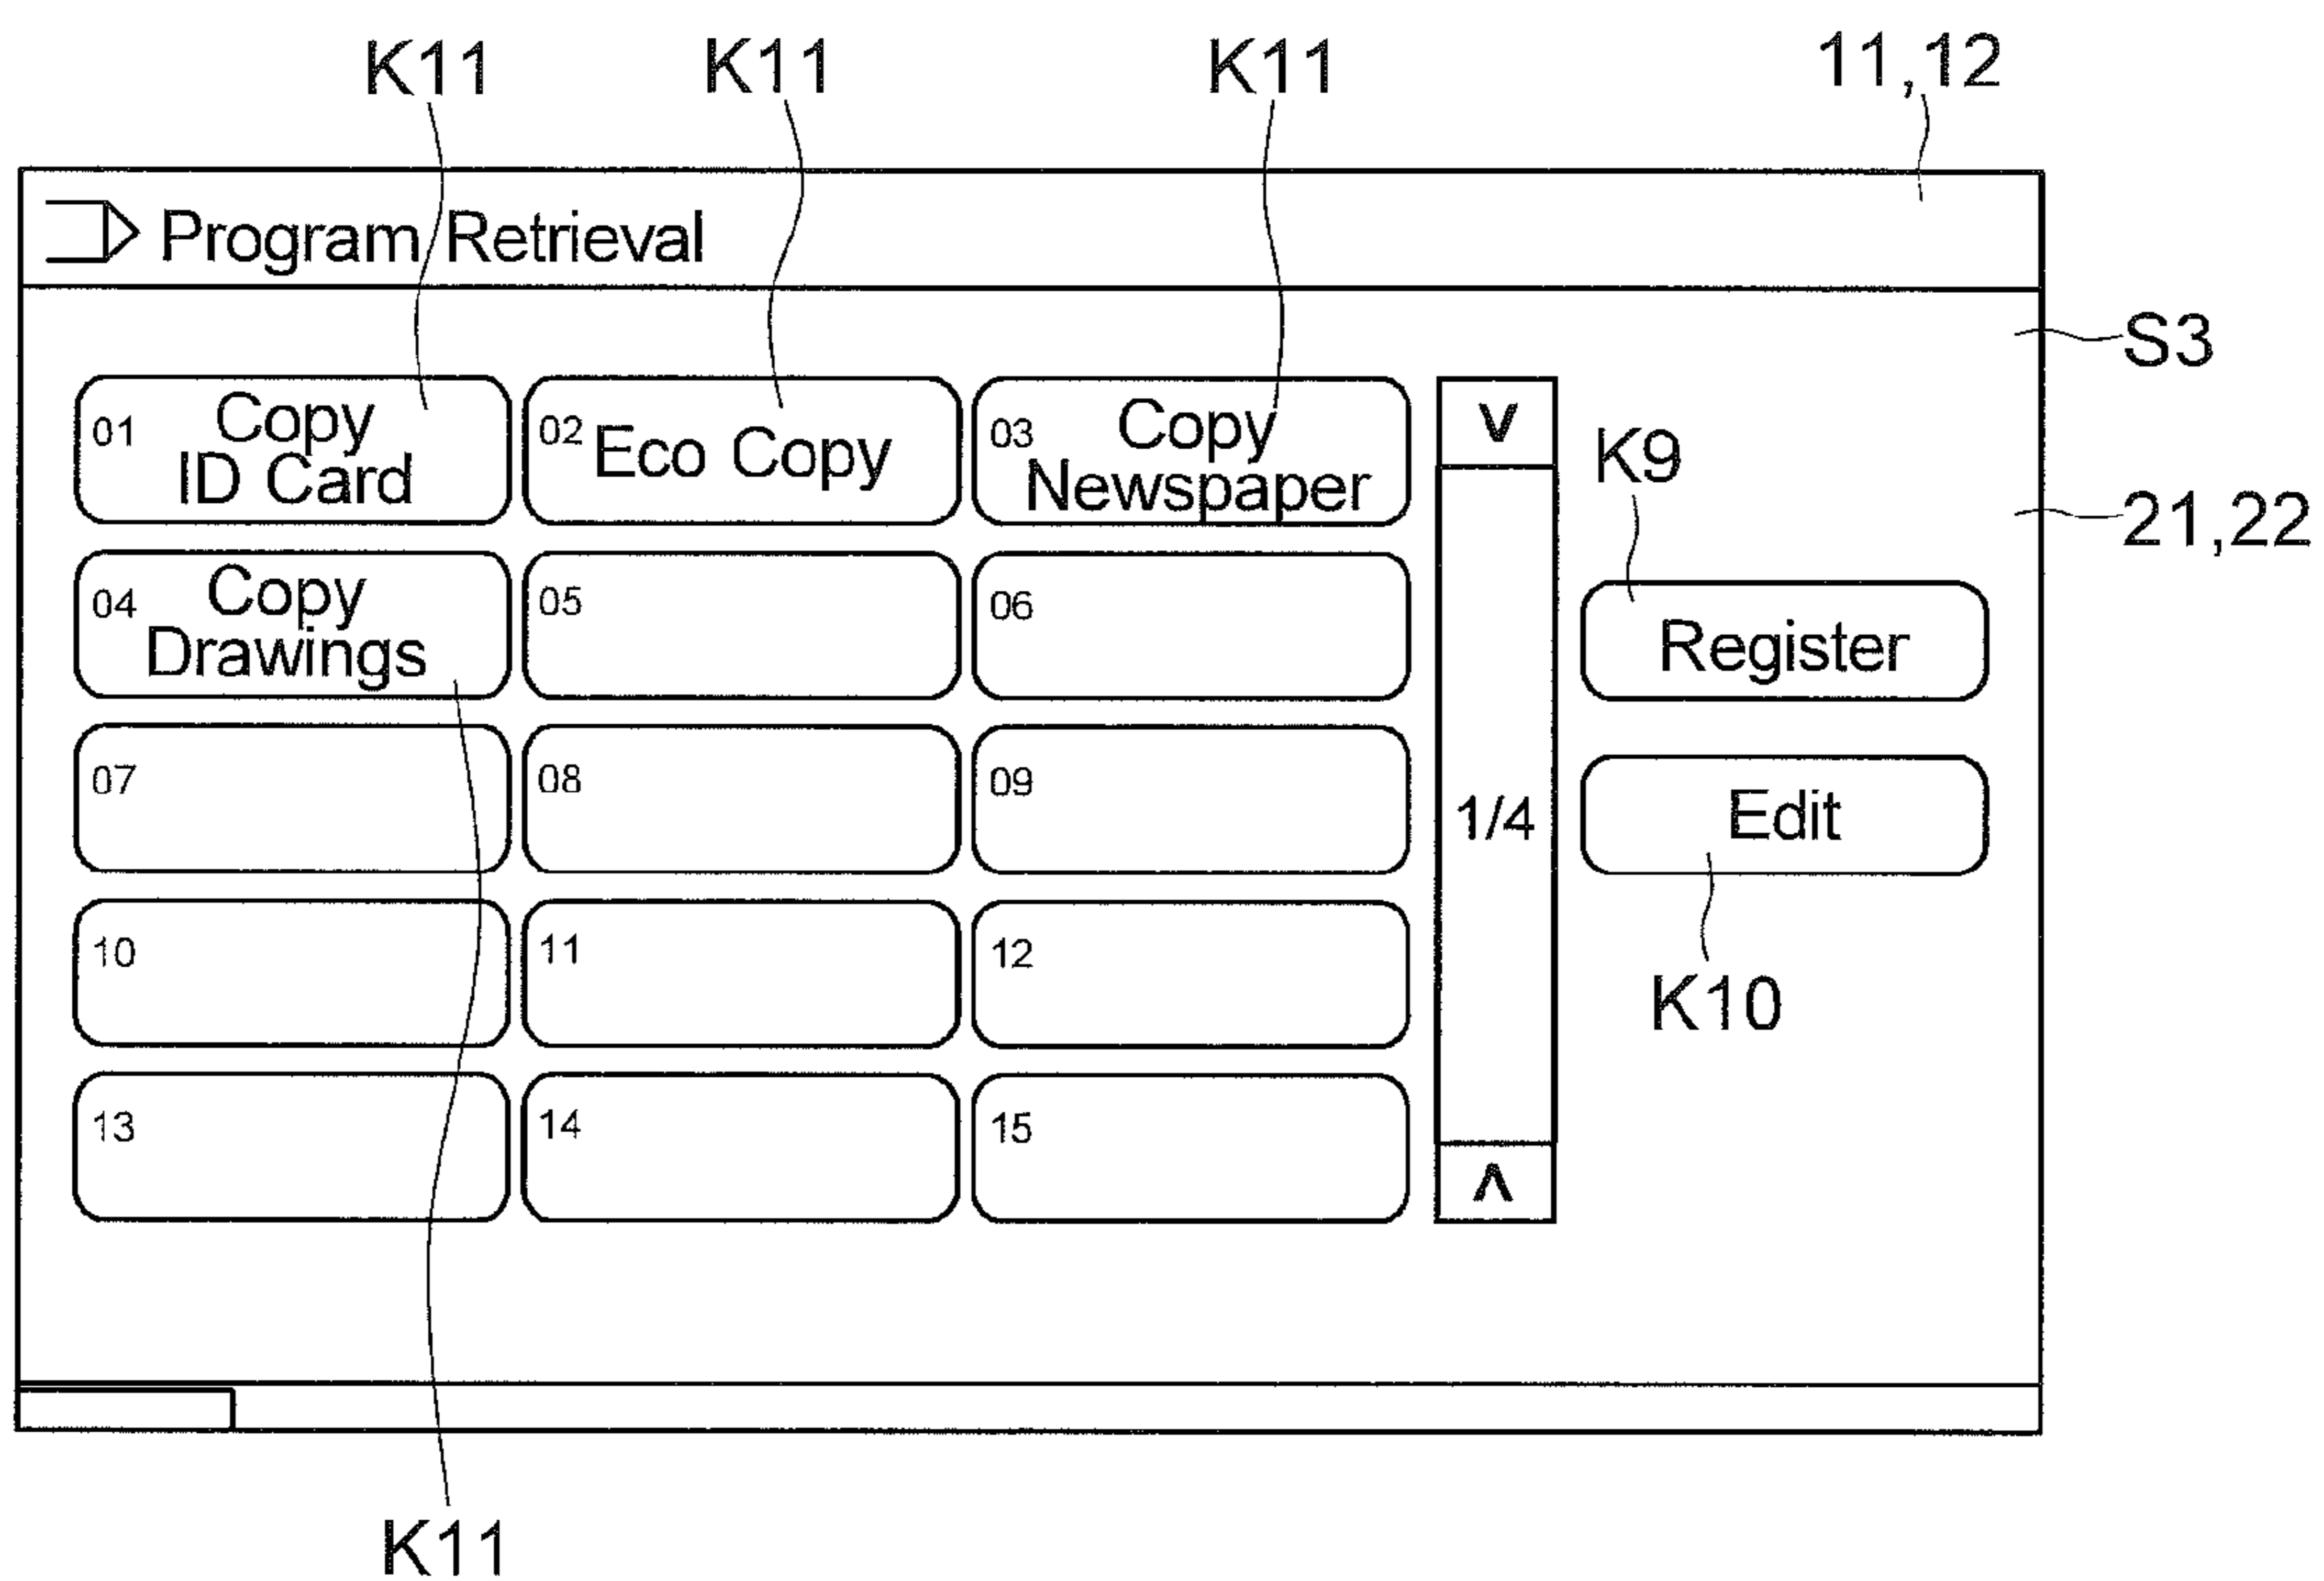 K11 K11 K11 11,12
Program Retrieval
S3
01 Copy
ID Card
02 Eco Copy
03 Copy
Newspaper
V
K9
21,22
04 Copy
Drawings
05
06
Register
07
08
09
1/4
Edit
10
11
12
K10
13
14
15
Λ
K11